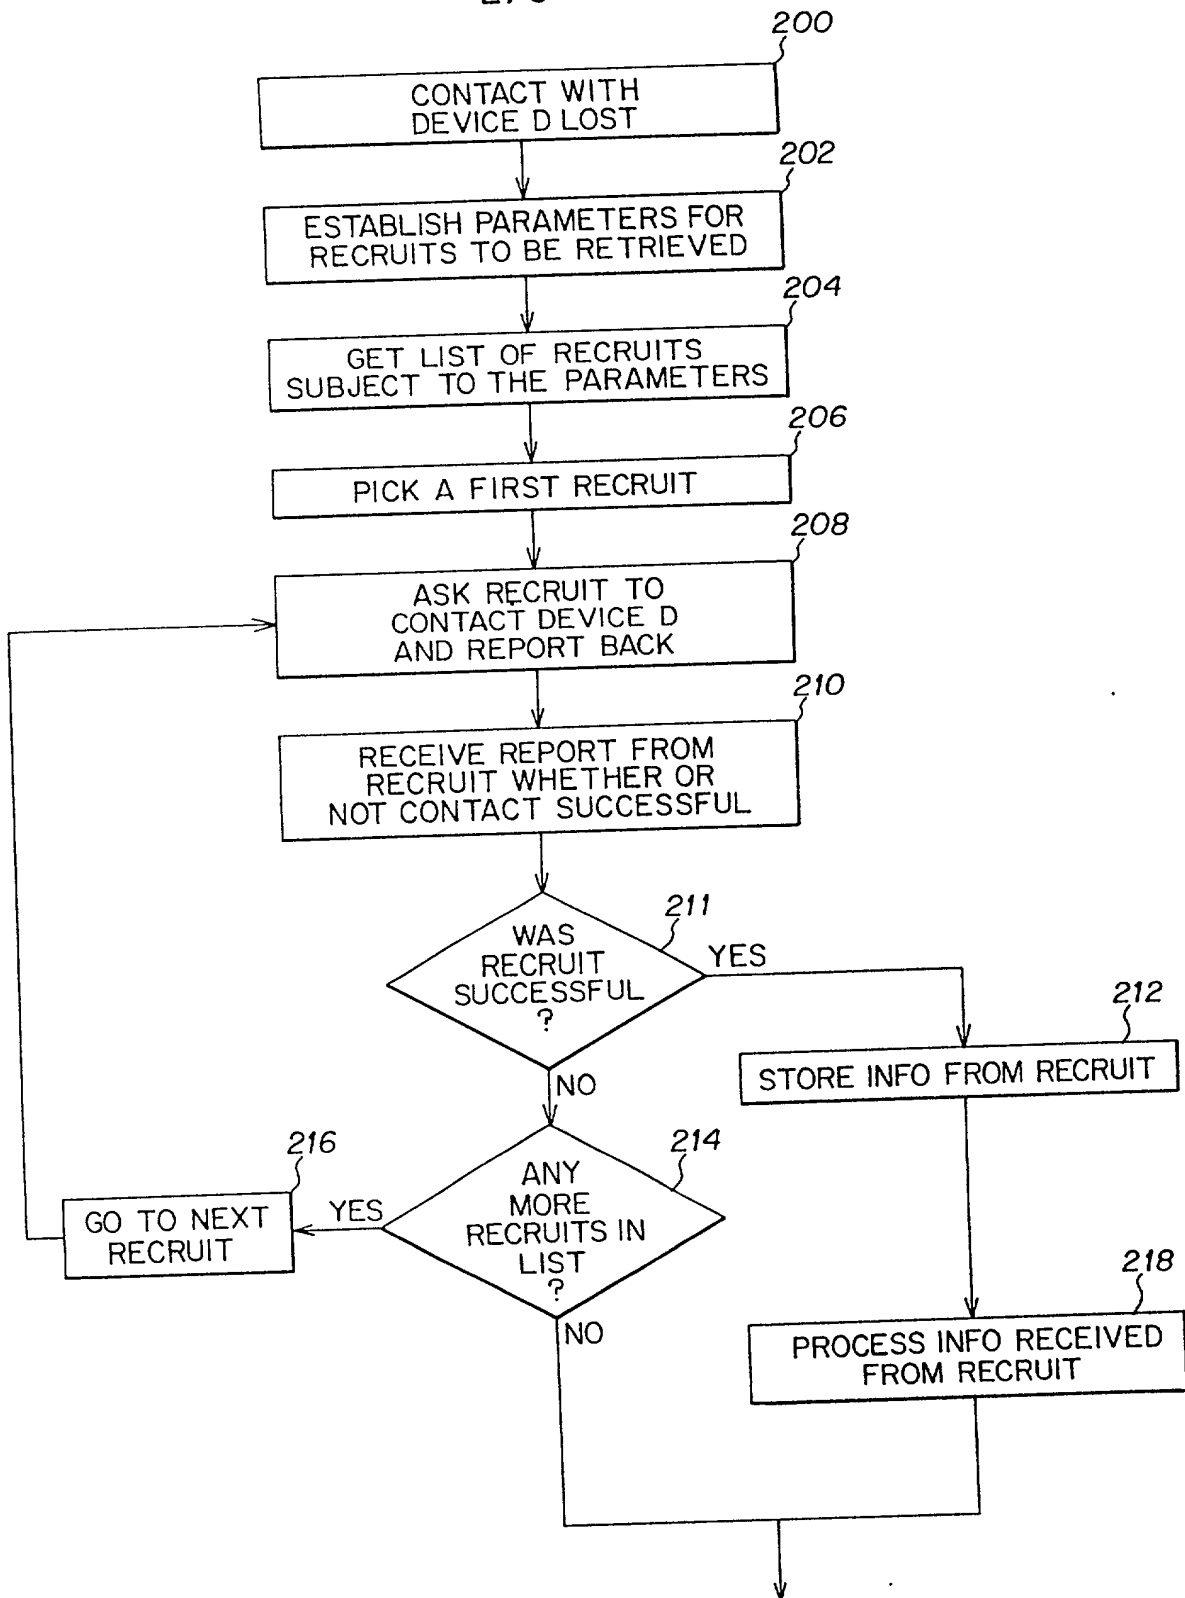 200
CONTACT WITH
DEVICE D LOST
202
ESTABLISH PARAMETERS FOR
RECRUITS TO BE RETRIEVED
204
GET LIST OF RECRUITS
SUBJECT TO THE PARAMETERS
206
PICK A FIRST RECRUIT
208
ASK RECRUIT TO
CONTACT DEVICE D
AND REPORT BACK
210
RECEIVE REPORT FROM
RECRUIT WHETHER OR
NOT CONTACT SUCCESSFUL
211
WAS
RECRUIT
SUCCESSFUL
?
YES
NO
212
STORE INFO FROM RECRUIT
214
ANY
MORE
RECRUITS IN
LIST
?
YES
NO
216
GO TO NEXT
RECRUIT
218
PROCESS INFO RECEIVED
FROM RECRUIT